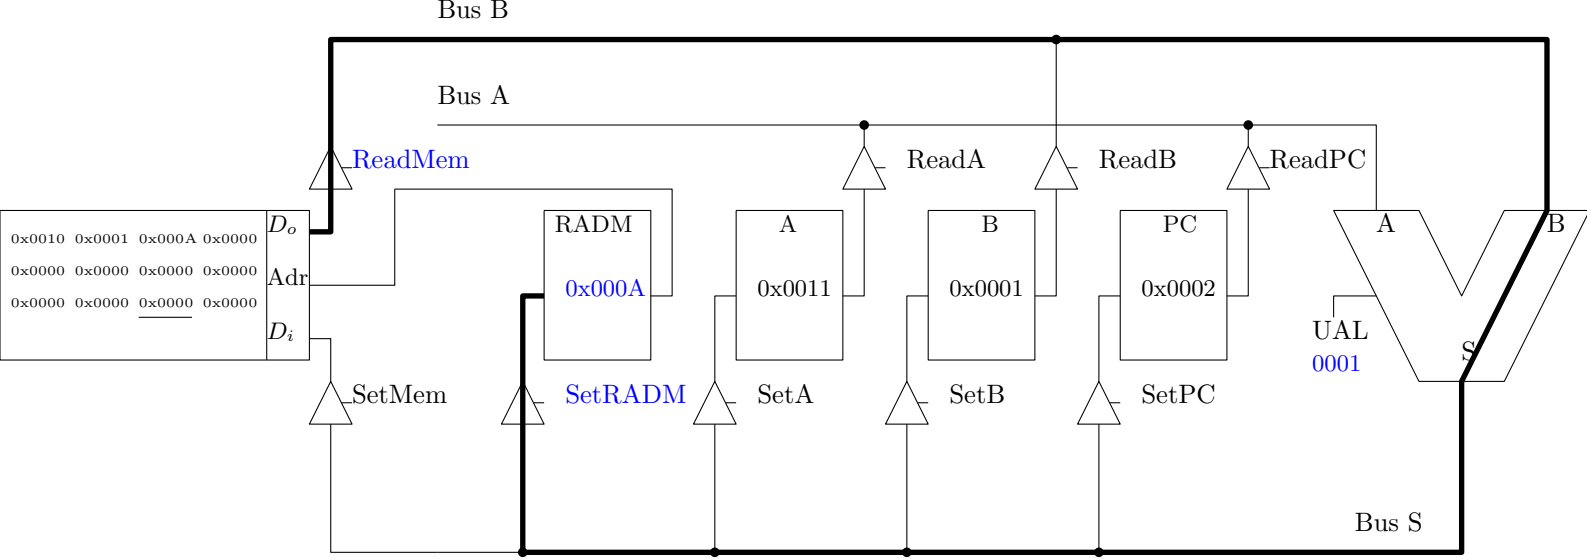 Bus B
Bus A
ReadMem
ReadA
ReadB
ReadPC
Do
RADM
A
B
PC
A
B
0x0010 0x0001 0x000A 0x0000
0x0000 0x0000 0x0000 0x0000
Adr
0x000A
0x0011
0x0001
0x0002
0x0000 0x0000 0x0000 0x0000
Di
UAL
0001
S
SetMem
SetRADM
SetA
SetB
SetPC
Bus S